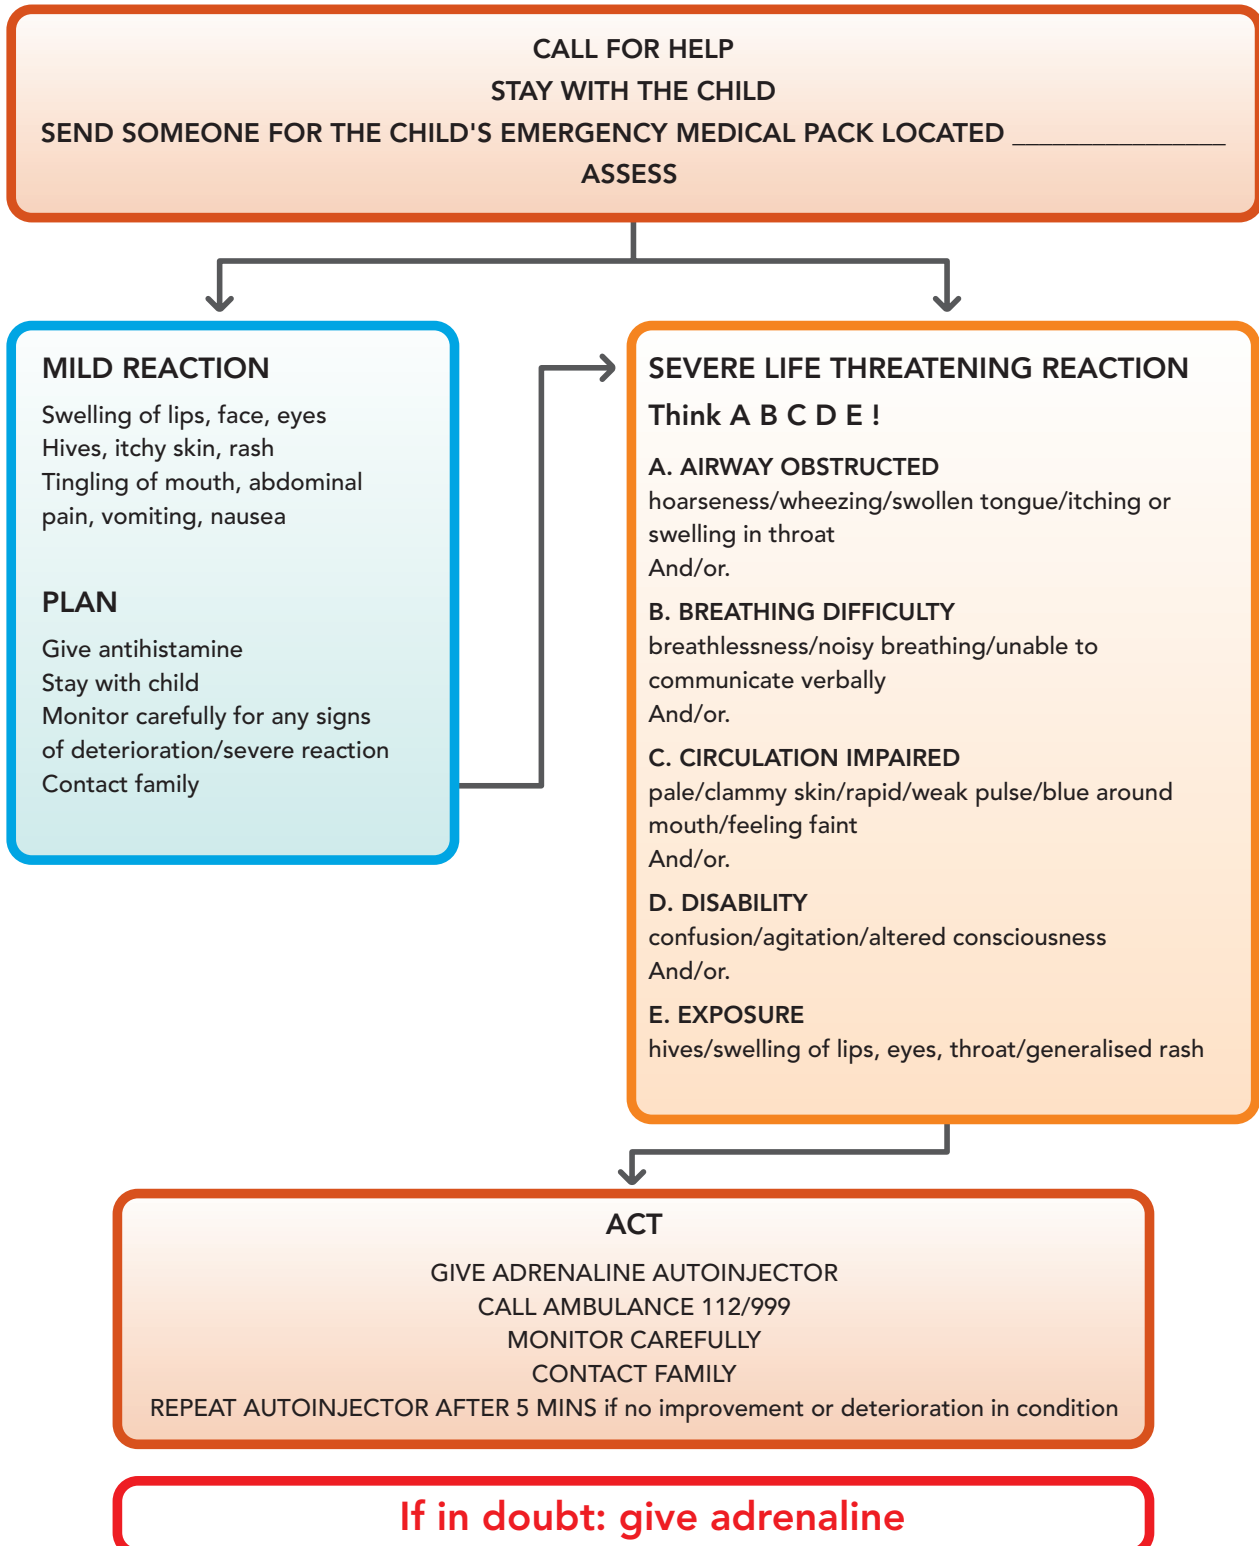 CALL FOR HELP
STAY WITH THE CHILD
SEND SOMEONE FOR THE CHILD'S EMERGENCY MEDICAL PACK LOCATED ________________
ASSESS
MILD REACTION
Swelling of lips, face, eyes
Hives, itchy skin, rash
Tingling of mouth, abdominal
pain, vomiting, nausea
PLAN
Give antihistamine
Stay with child
Monitor carefully for any signs
of deterioration/severe reaction
Contact family
SEVERE LIFE THREATENING REACTION
Think A B C D E !
A. AIRWAY OBSTRUCTED
hoarseness/wheezing/swollen tongue/itching or
swelling in throat
And/or.
B. BREATHING DIFFICULTY
breathlessness/noisy breathing/unable to
communicate verbally
And/or.
C. CIRCULATION IMPAIRED
pale/clammy skin/rapid/weak pulse/blue around
mouth/feeling faint
And/or.
D. DISABILITY
confusion/agitation/altered consciousness
And/or.
E. EXPOSURE
hives/swelling of lips, eyes, throat/generalised rash
ACT
GIVE ADRENALINE AUTOINJECTOR
CALL AMBULANCE 112/999
MONITOR CAREFULLY
CONTACT FAMILY
REPEAT AUTOINJECTOR AFTER 5 MINS if no improvement or deterioration in condition
If in doubt: give adrenaline